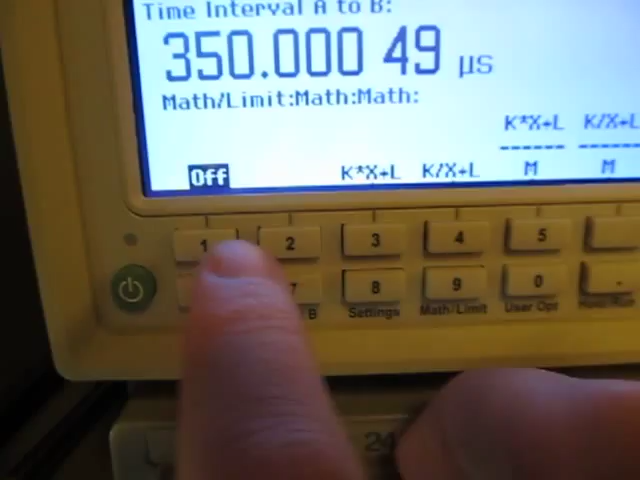 Time Interval A to B:
350.000 49 µs
Math/Limit:Math:Math:
K*X+L K/X+L
Off K*X+L K/X+L M M
1 2 3 4 5
7 8 9 0 .
B Settings Math/Limit User Opt
24